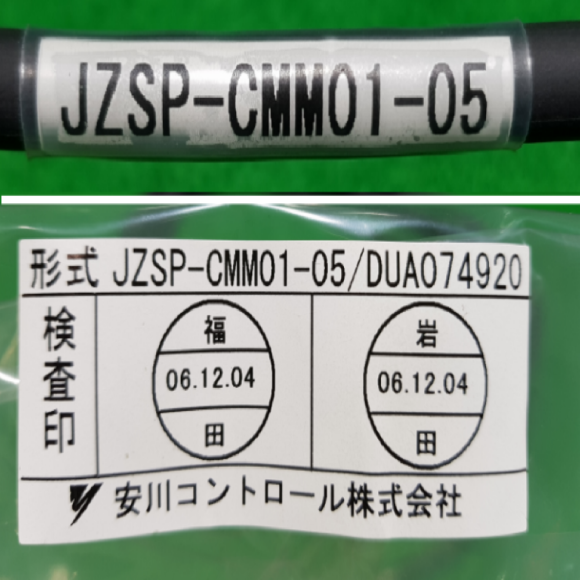 JZSP-CMM01-05
形式 JZSP-CMM01-05/DUA074920
検査印
福
06.12.04
田
岩
06.12.04
田
安川コントロール株式会社